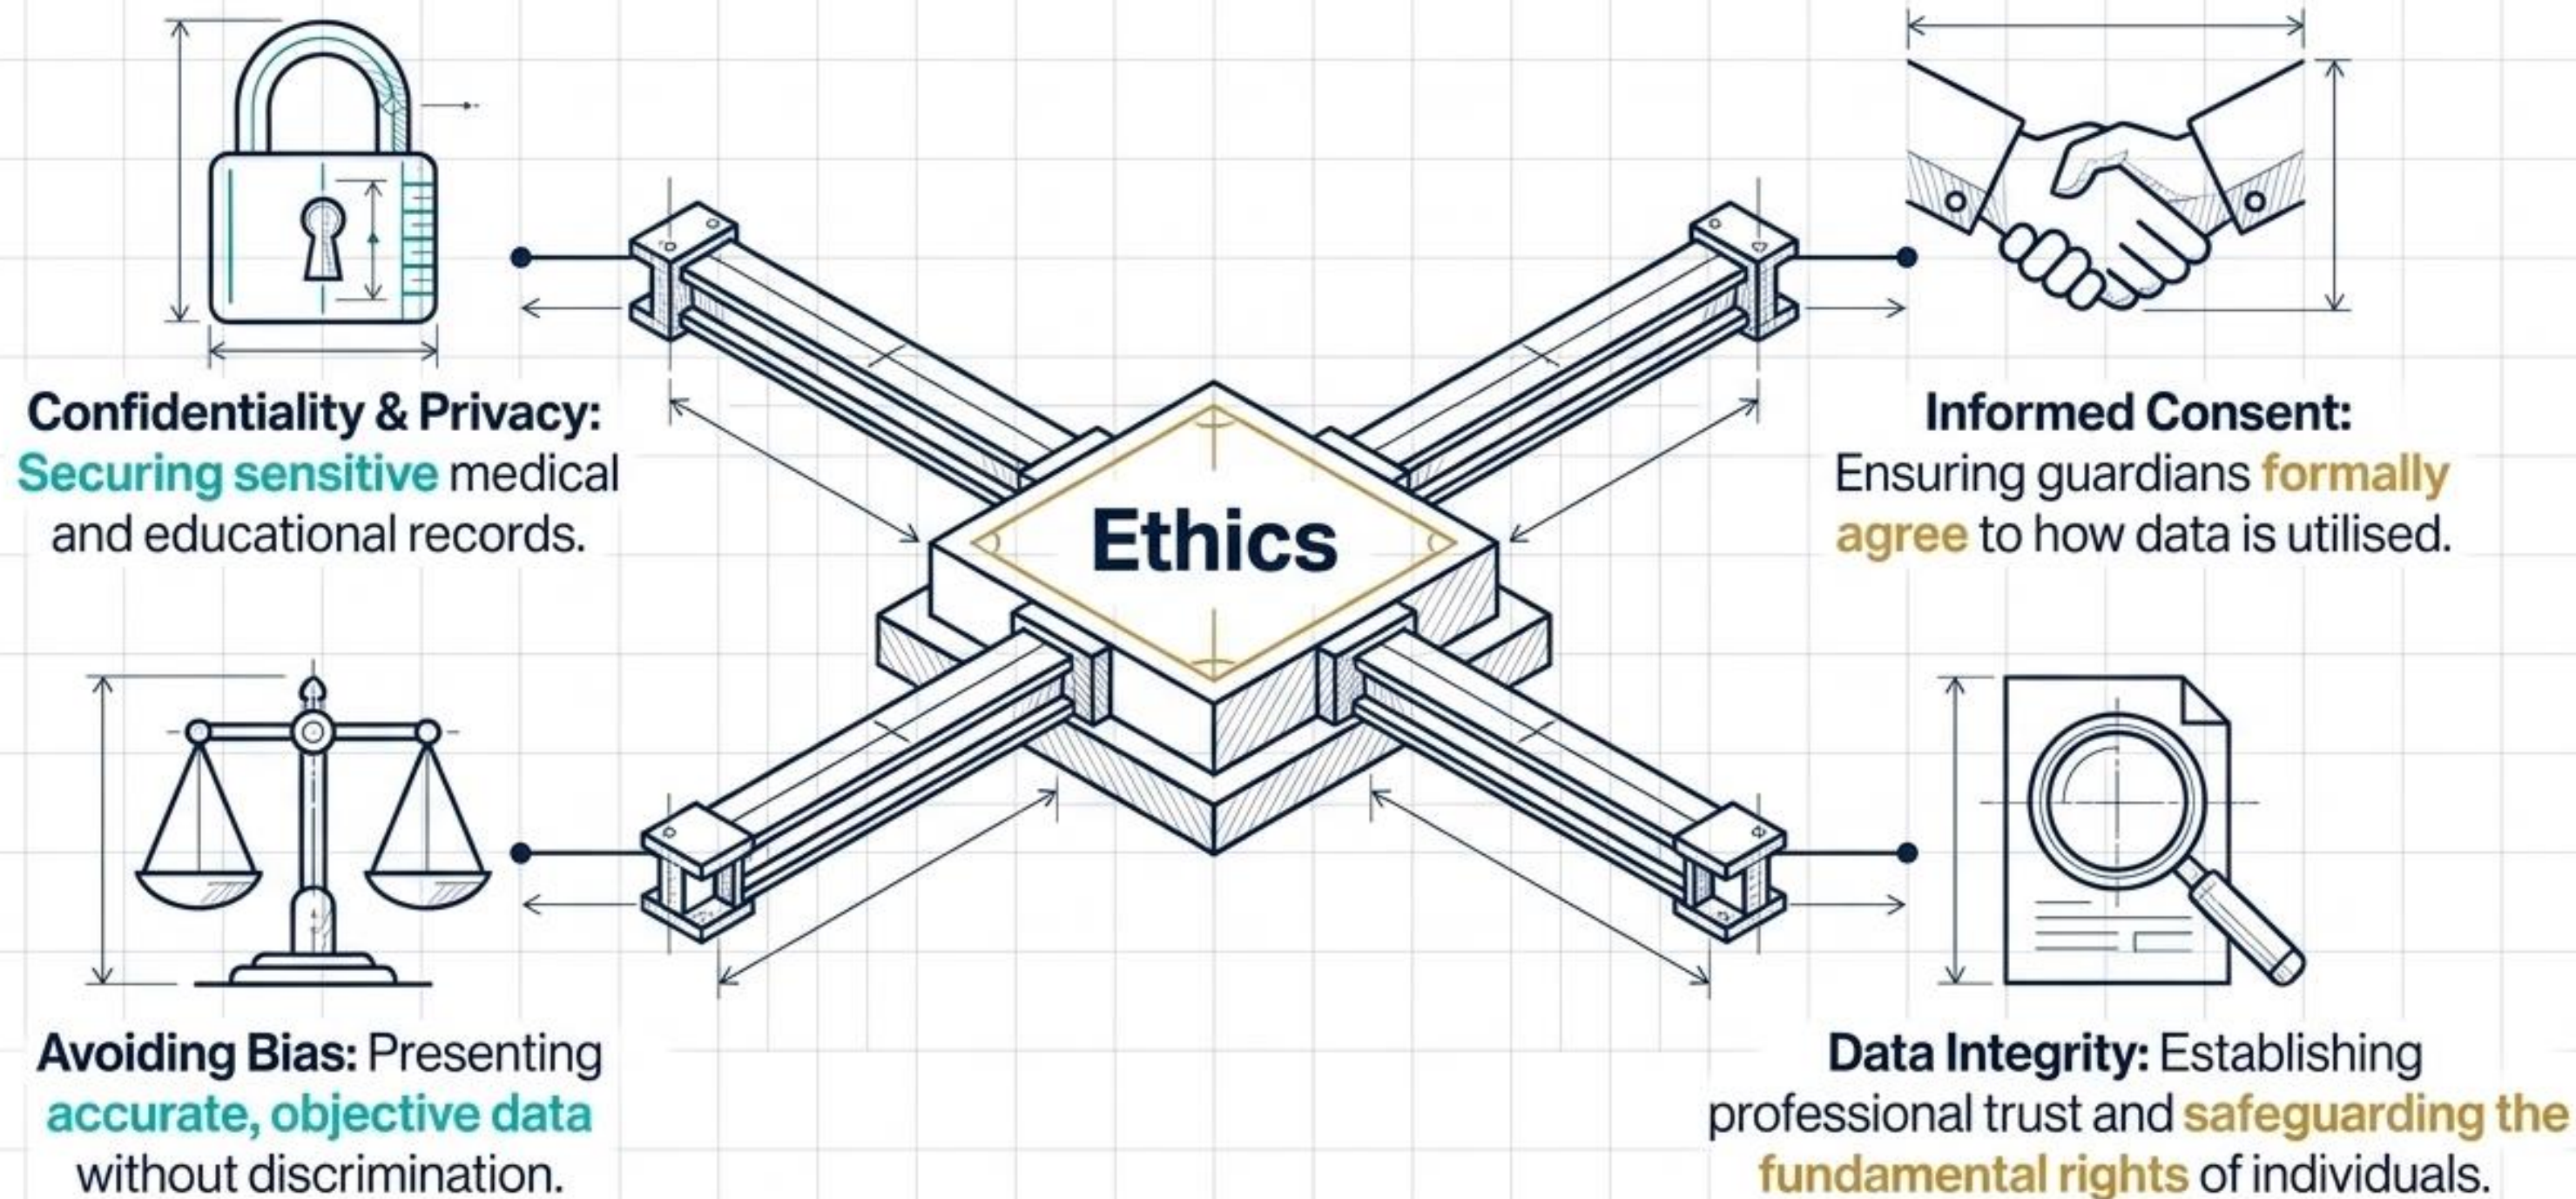 Confidentiality & Privacy:
Securing sensitive medical
and educational records.
Informed Consent:
Ensuring guardians formally
agree to how data is utilised.
Ethics
Avoiding Bias: Presenting
accurate, objective data
without discrimination.
Data Integrity: Establishing
professional trust and safeguarding the
fundamental rights of individuals.